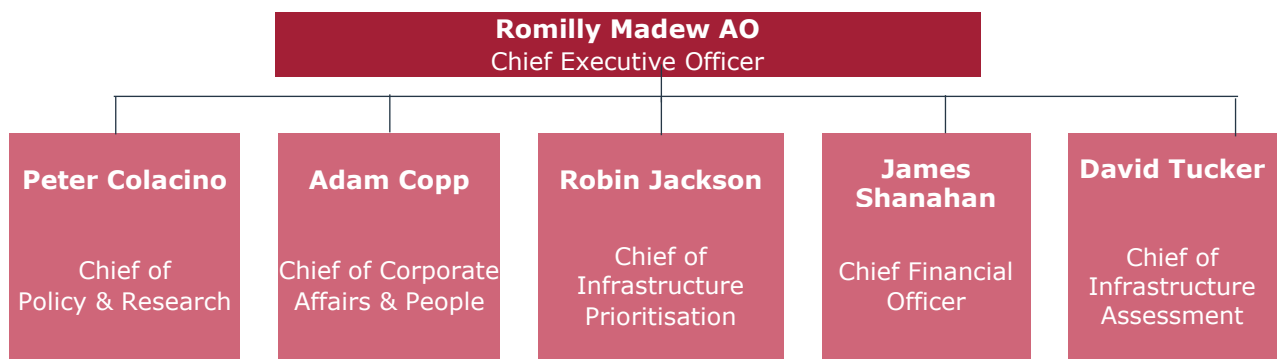 Romilly Madew AO
Chief Executive Officer
Peter Colacino
Chief of
Policy & Research
Adam Copp
Chief of Corporate
Affairs & People
Robin Jackson
Chief of
Infrastructure
Prioritisation
James
Shanahan
Chief Financial
Officer
David Tucker
Chief of
Infrastructure
Assessment